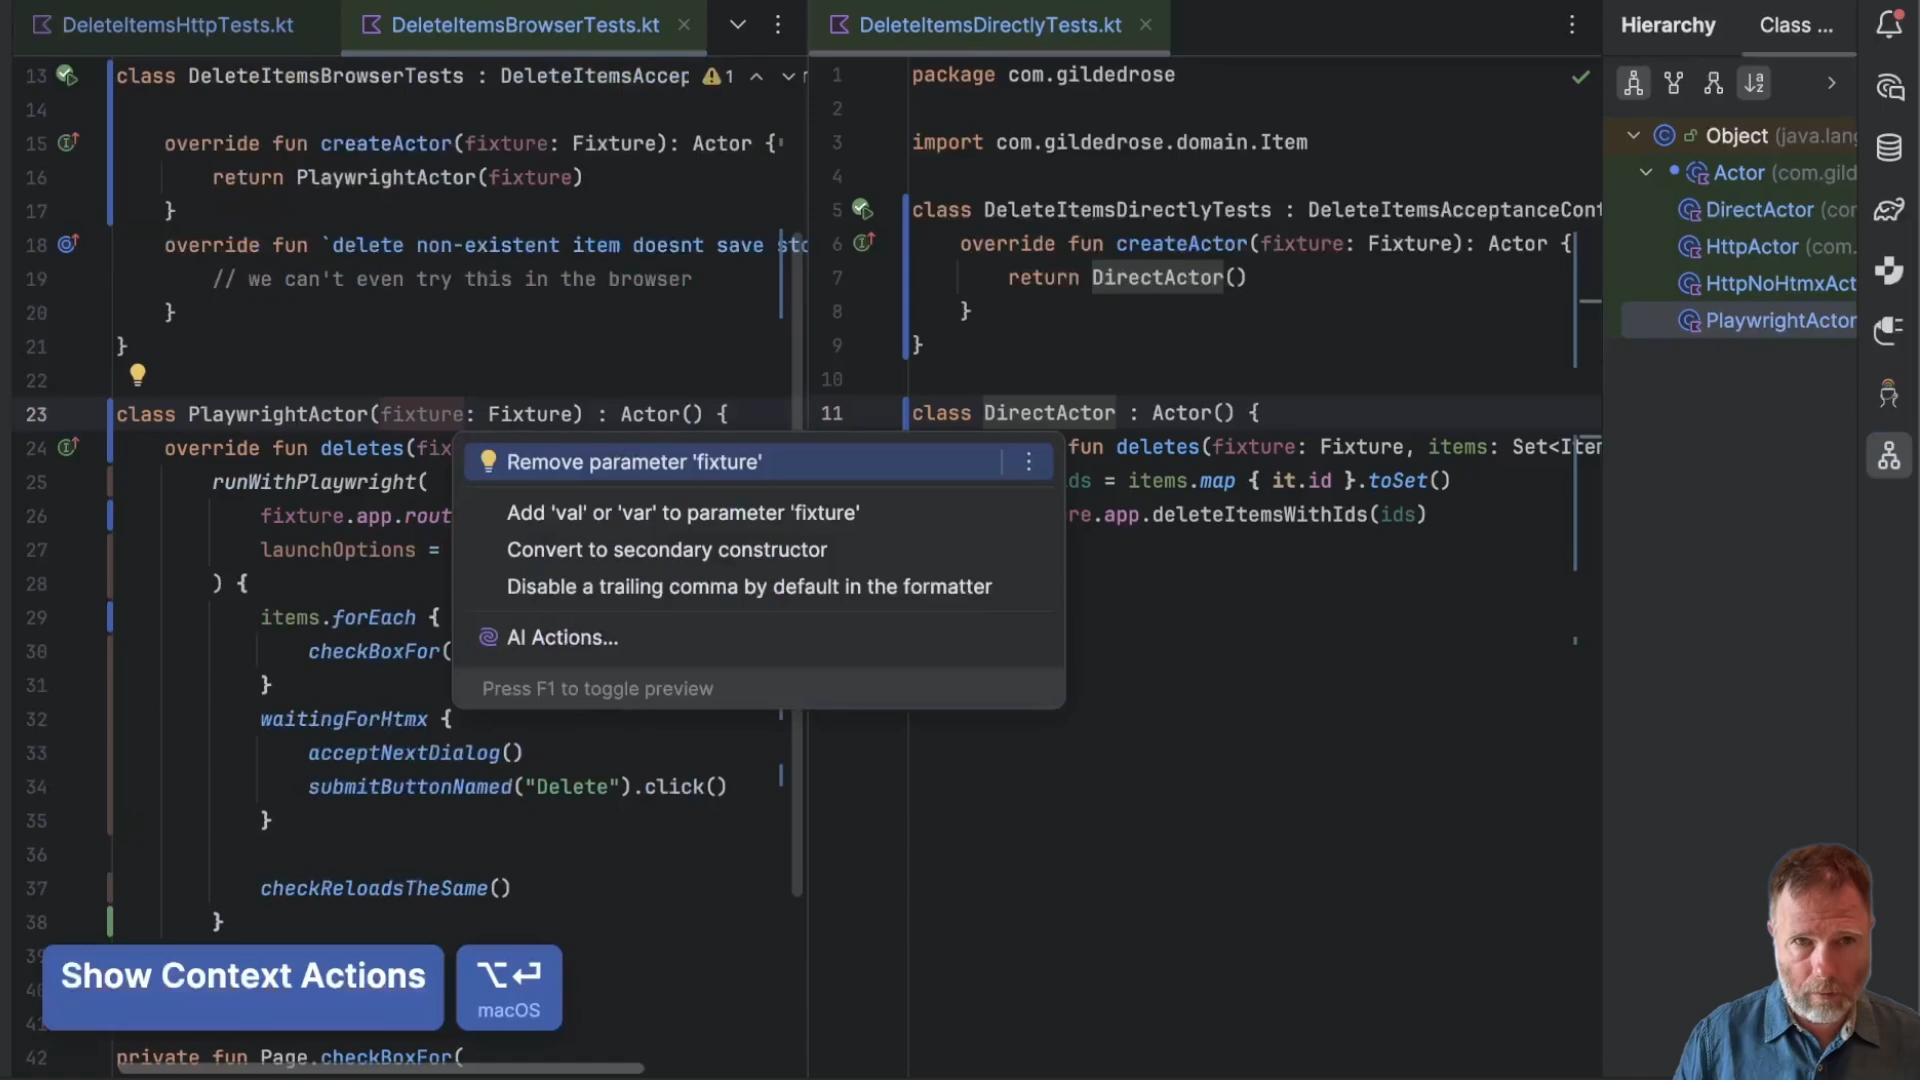 DeleteItemsHttpTests.kt
DeleteItemsBrowserTests.kt
DeleteItemsDirectlyTests.kt
Hierarchy
Class ...
13 class DeleteItemsBrowserTests : DeleteItemsAccep 1
14
15 override fun createActor(fixture: Fixture): Actor {
16 return PlaywrightActor(fixture)
17 }
18 override fun `delete non-existent item doesnt save sto
19 // we can't even try this in the browser
20 }
21 }
22
23 class PlaywrightActor(fixture: Fixture) : Actor() {
24 override fun deletes(fix
25 runWithPlaywright(
26 fixture.app.rout
27 launchOptions =
28 ) {
29 items.forEach {
30 checkBoxFor(
31 }
32 waitingForHtmx {
33 acceptNextDialog()
34 submitButtonNamed("Delete").click()
35 }
36
37 checkReloadsTheSame()
38 }
42 private fun Page.checkBoxFor(
1 package com.gildedrose
2
3 import com.gildedrose.domain.Item
4
5 class DeleteItemsDirectlyTests : DeleteItemsAcceptanceCont
6 override fun createActor(fixture: Fixture): Actor {
7 return DirectActor()
8 }
9 }
10
11 class DirectActor : Actor() {
fun deletes(fixture: Fixture, items: Set<Item
ds = items.map { it.id }.toSet()
re.app.deleteItemsWithIds(ids)
Remove parameter 'fixture'
Add 'val' or 'var' to parameter 'fixture'
Convert to secondary constructor
Disable a trailing comma by default in the formatter
AI Actions...
Press F1 to toggle preview
Object (java.lang
Actor (com.gild
DirectActor (cor
HttpActor (com.
HttpNoHtmxAct
PlaywrightActor
Show Context Actions
⌥⏎
macOS